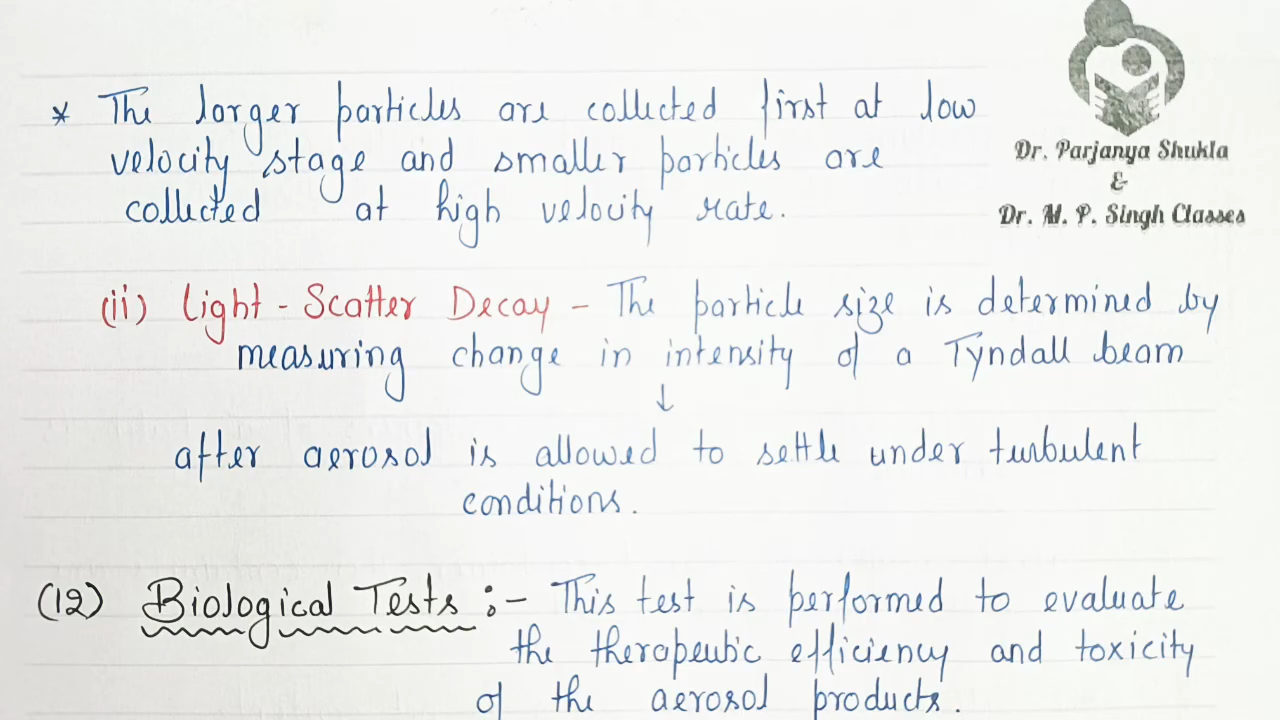 * The larger particles are collected first at low
velocity stage and smaller particles are
collected at high velocity rate.
Dr. Parjanya Shukla
&
Dr. M. P. Singh Classes
(ii) Light - Scatter Decay - The particle size is determined by
measuring change in intensity of a Tyndall beam
↓
after aerosol is allowed to settle under turbulent
conditions.
(12) Biological Tests :- This test is performed to evaluate
the therapeutic efficiency and toxicity
of the aerosol products.